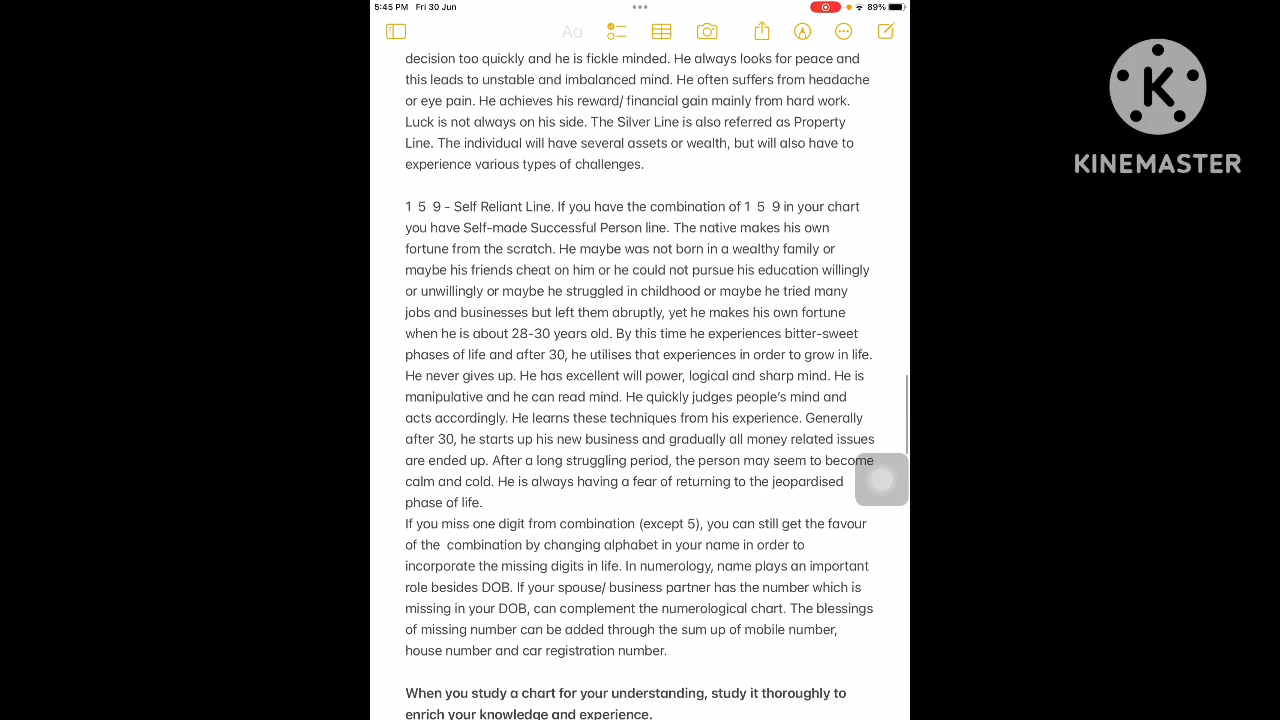 5:45 PM Fri 30 Jun
89%
Aa
decision too quickly and he is fickle minded. He always looks for peace and
this leads to unstable and imbalanced mind. He often suffers from headache
or eye pain. He achieves his reward/ financial gain mainly from hard work.
Luck is not always on his side. The Silver Line is also referred as Property
Line. The individual will have several assets or wealth, but will also have to
experience various types of challenges.
1 5 9 - Self Reliant Line. If you have the combination of 1 5 9 in your chart
you have Self-made Successful Person line. The native makes his own
fortune from the scratch. He maybe was not born in a wealthy family or
maybe his friends cheat on him or he could not pursue his education willingly
or unwillingly or maybe he struggled in childhood or maybe he tried many
jobs and businesses but left them abruptly, yet he makes his own fortune
when he is about 28-30 years old. By this time he experiences bitter-sweet
phases of life and after 30, he utilises that experiences in order to grow in life.
He never gives up. He has excellent will power, logical and sharp mind. He is
manipulative and he can read mind. He quickly judges people's mind and
acts accordingly. He learns these techniques from his experience. Generally
after 30, he starts up his new business and gradually all money related issues
are ended up. After a long struggling period, the person may seem to become
calm and cold. He is always having a fear of returning to the jeopardised
phase of life.
If you miss one digit from combination (except 5), you can still get the favour
of the combination by changing alphabet in your name in order to
incorporate the missing digits in life. In numerology, name plays an important
role besides DOB. If your spouse/ business partner has the number which is
missing in your DOB, can complement the numerological chart. The blessings
of missing number can be added through the sum up of mobile number,
house number and car registration number.
When you study a chart for your understanding, study it thoroughly to
enrich your knowledge and experience.
K
KINEMASTER